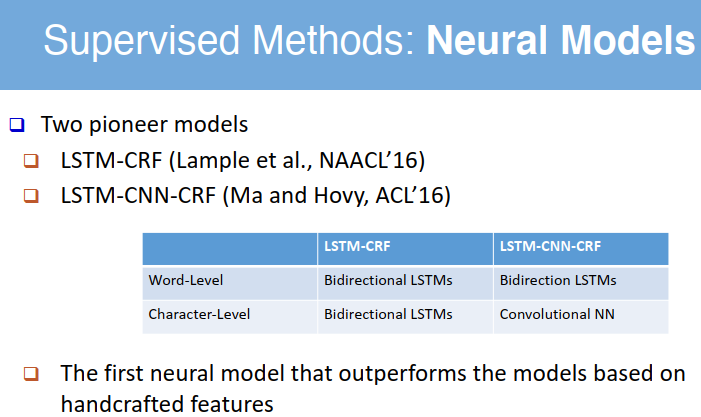 Supervised Methods: Neural Models
Two pioneer models
LSTM-CRF (Lample et al., NAACL’16)
LSTM-CNN-CRF (Ma and Hovy, ACL’16)
LSTM-CRF LSTM-CNN-CRF
Word-Level Bidirectional LSTMs Bidirection LSTMs
Character-Level Bidirectional LSTMs Convolutional NN
The first neural model that outperforms the models based on
handcrafted features